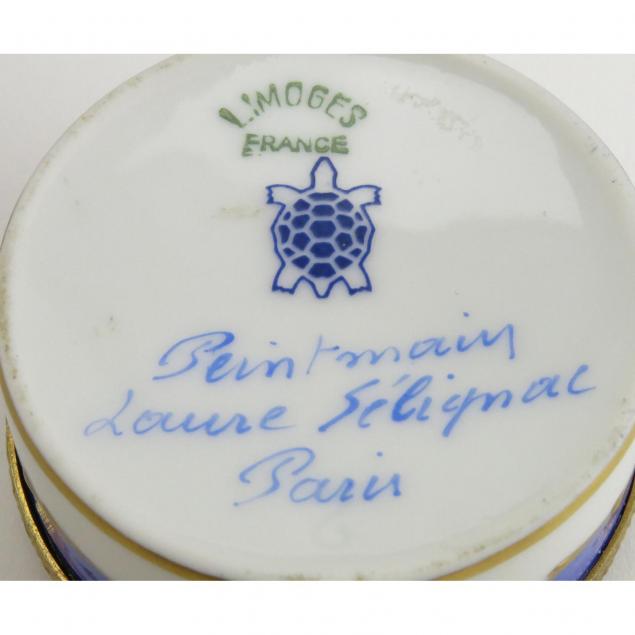 LIMOGES
FRANCE
Peint main
Laure Sélignac
Paris